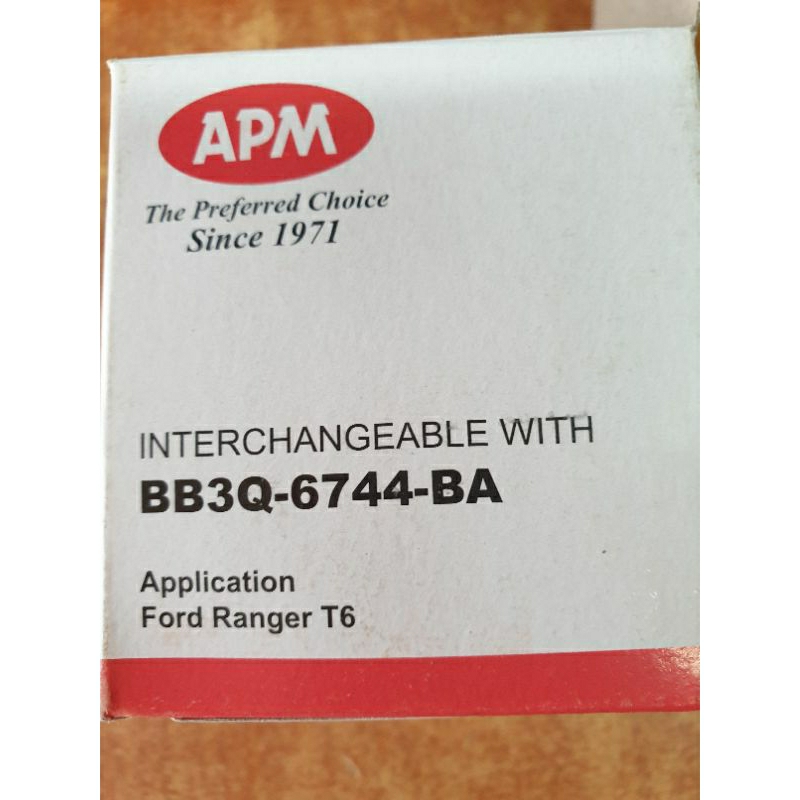 APM
The Preferred Choice
Since 1971
INTERCHANGEABLE WITH
BB3Q-6744-BA
Application
Ford Ranger T6